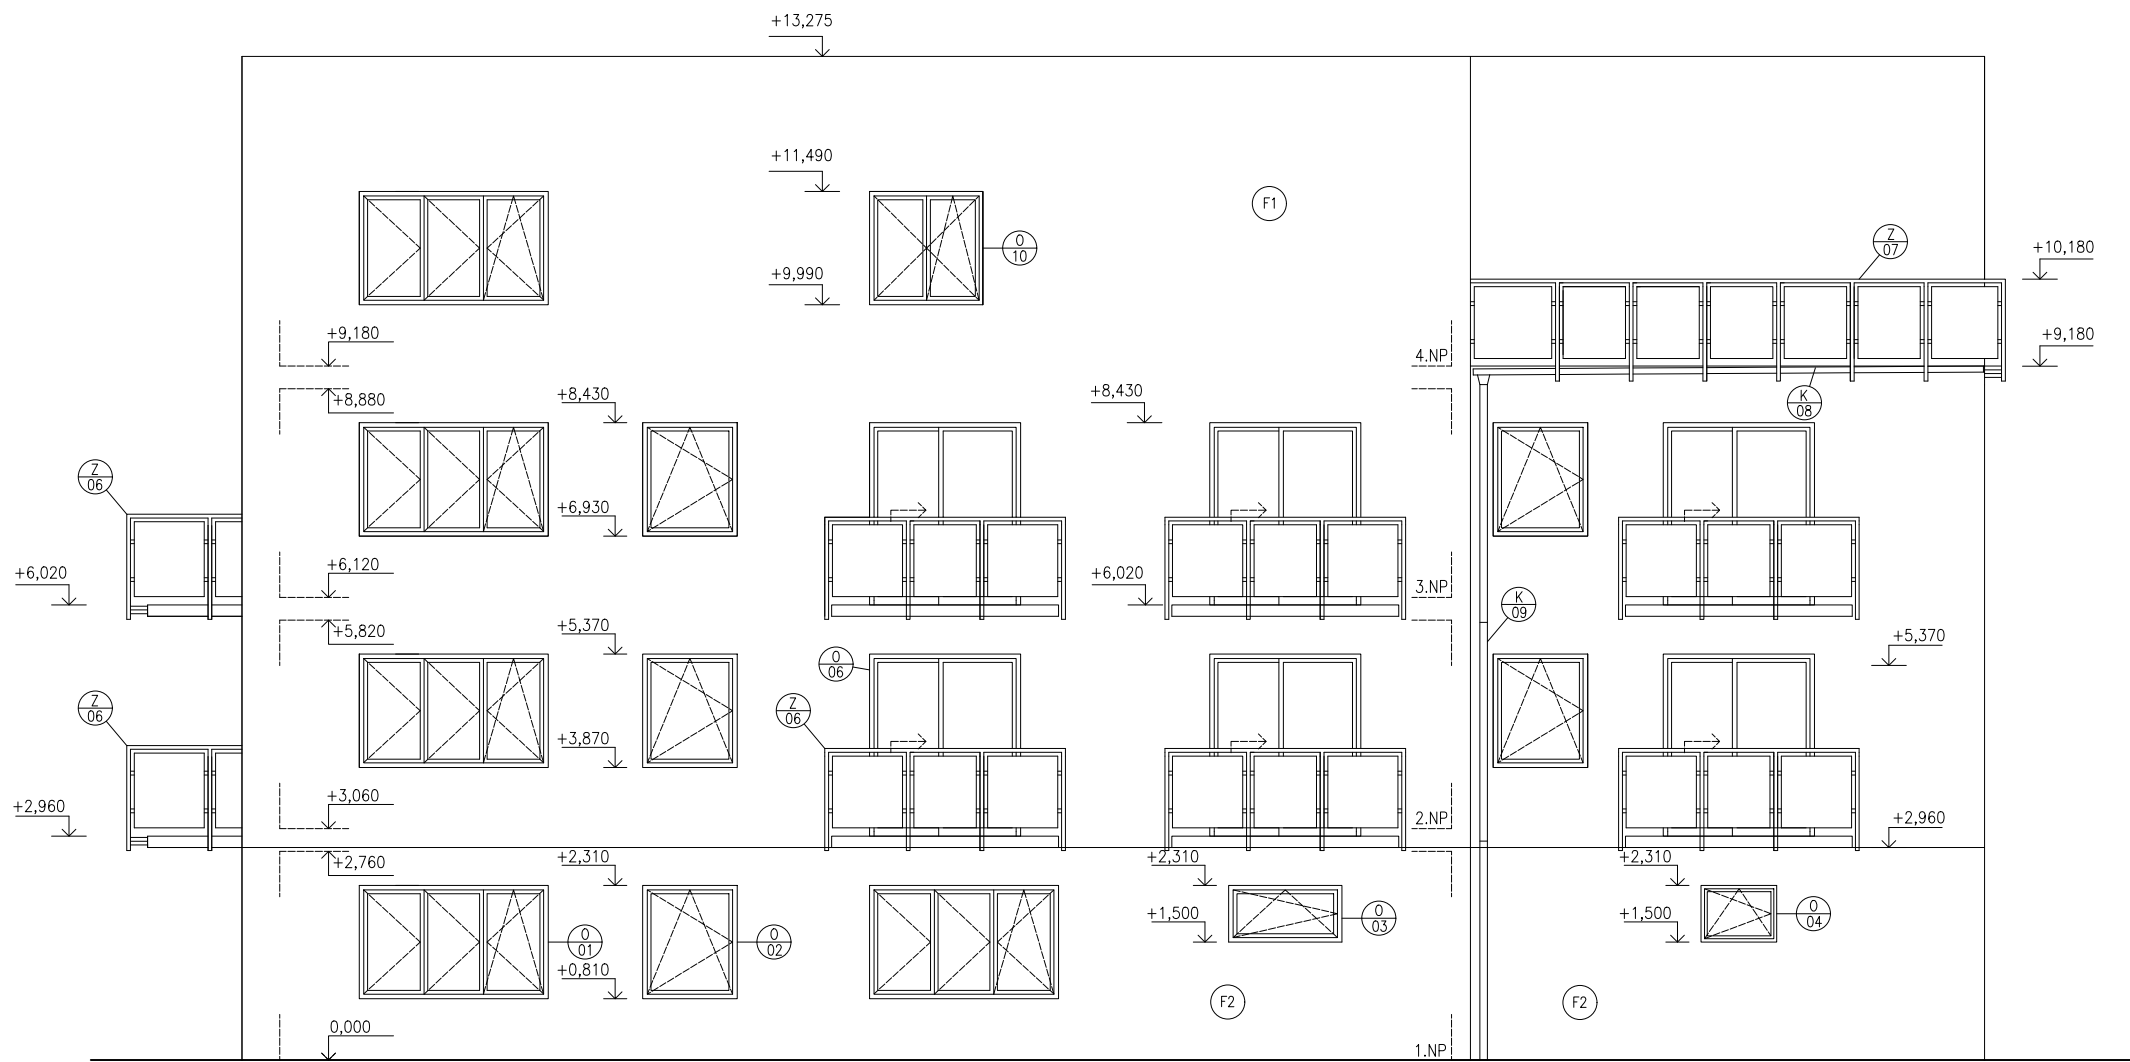 +13,275
+11,490
F1
O
10
+9,990
Z
07
+10,180
+9,180
4.NP
+9,180
+8,880
+8,430
+8,430
K
08
Z
06
+6,930
+6,020
+6,120
+6,020
3.NP
K
09
+5,820
+5,370
O
06
+5,370
Z
06
Z
06
+3,870
+2,960
+3,060
2.NP
+2,960
+2,760
+2,310
+2,310
+2,310
O
01
O
02
+1,500
O
03
+1,500
O
04
+0,810
F2
F2
0,000
1.NP